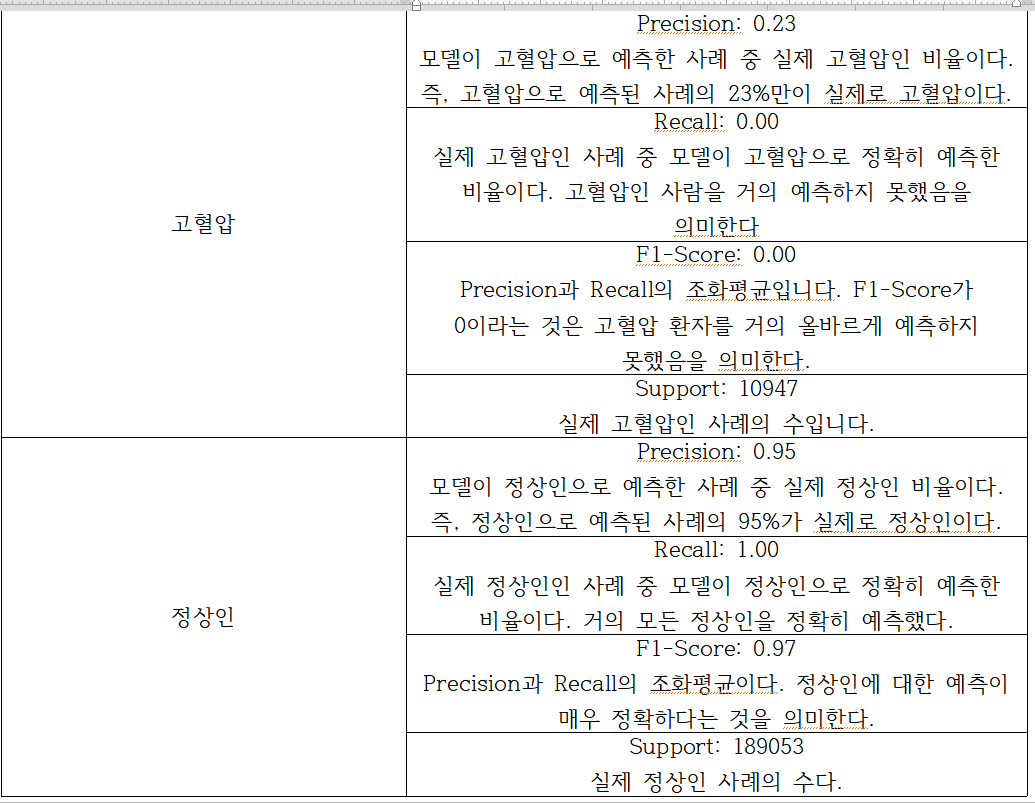 Precision: 0.23
모델이 고혈압으로 예측한 사례 중 실제 고혈압인 비율이다.
즉, 고혈압으로 예측된 사례의 23%만이 실제로 고혈압이다.
Recall: 0.00
실제 고혈압인 사례 중 모델이 고혈압으로 정확히 예측한
비율이다. 고혈압인 사람을 거의 예측하지 못했음을
의미한다
고혈압
F1-Score: 0.00
Precision과 Recall의 조화평균입니다. F1-Score가
0이라는 것은 고혈압 환자를 거의 올바르게 예측하지
못했음을 의미한다.
Support: 10947
실제 고혈압인 사례의 수입니다.
Precision: 0.95
모델이 정상인으로 예측한 사례 중 실제 정상인 비율이다.
즉, 정상인으로 예측된 사례의 95%가 실제로 정상인이다.
Recall: 1.00
실제 정상인인 사례 중 모델이 정상인으로 정확히 예측한
비율이다. 거의 모든 정상인을 정확히 예측했다.
정상인
F1-Score: 0.97
Precision과 Recall의 조화평균이다. 정상인에 대한 예측이
매우 정확하다는 것을 의미한다.
Support: 189053
실제 정상인 사례의 수다.